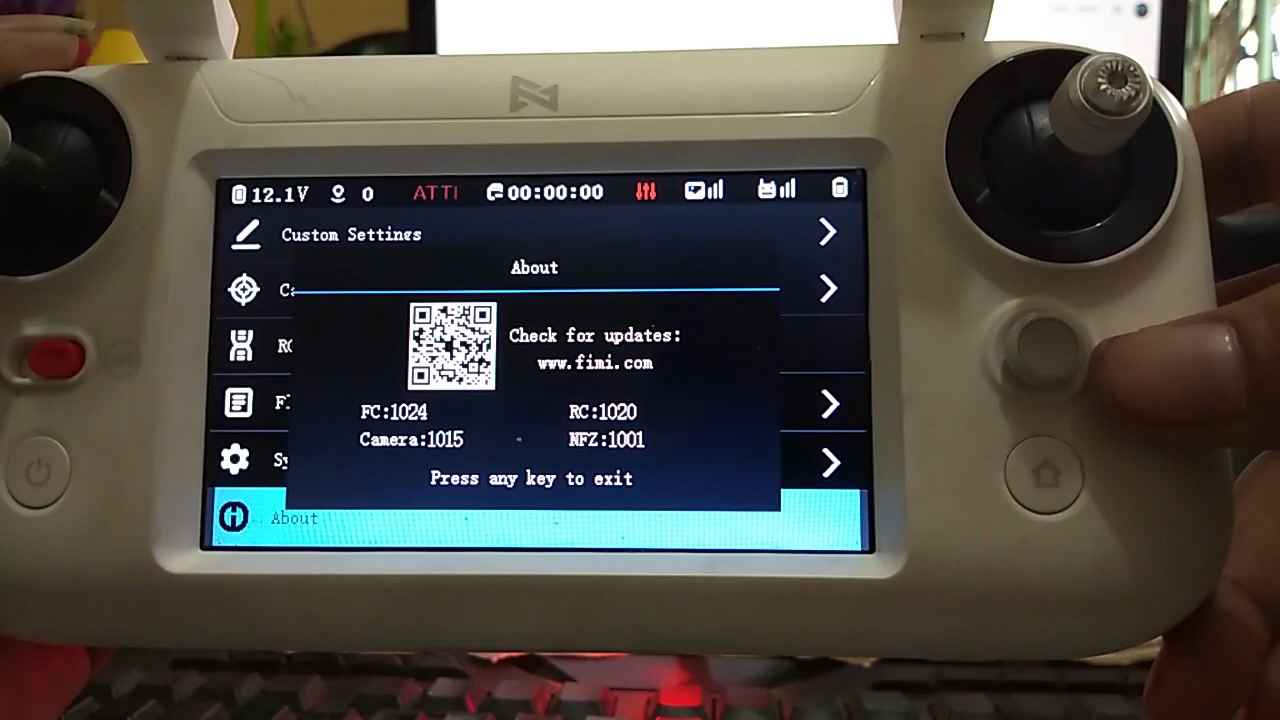 12.1V 0 ATTI 00:00:00
Custom Settings
About
Check for updates:
www.fimi.com
FC:1024 RC:1020
Camera:1015 NFZ:1001
Press any key to exit
About